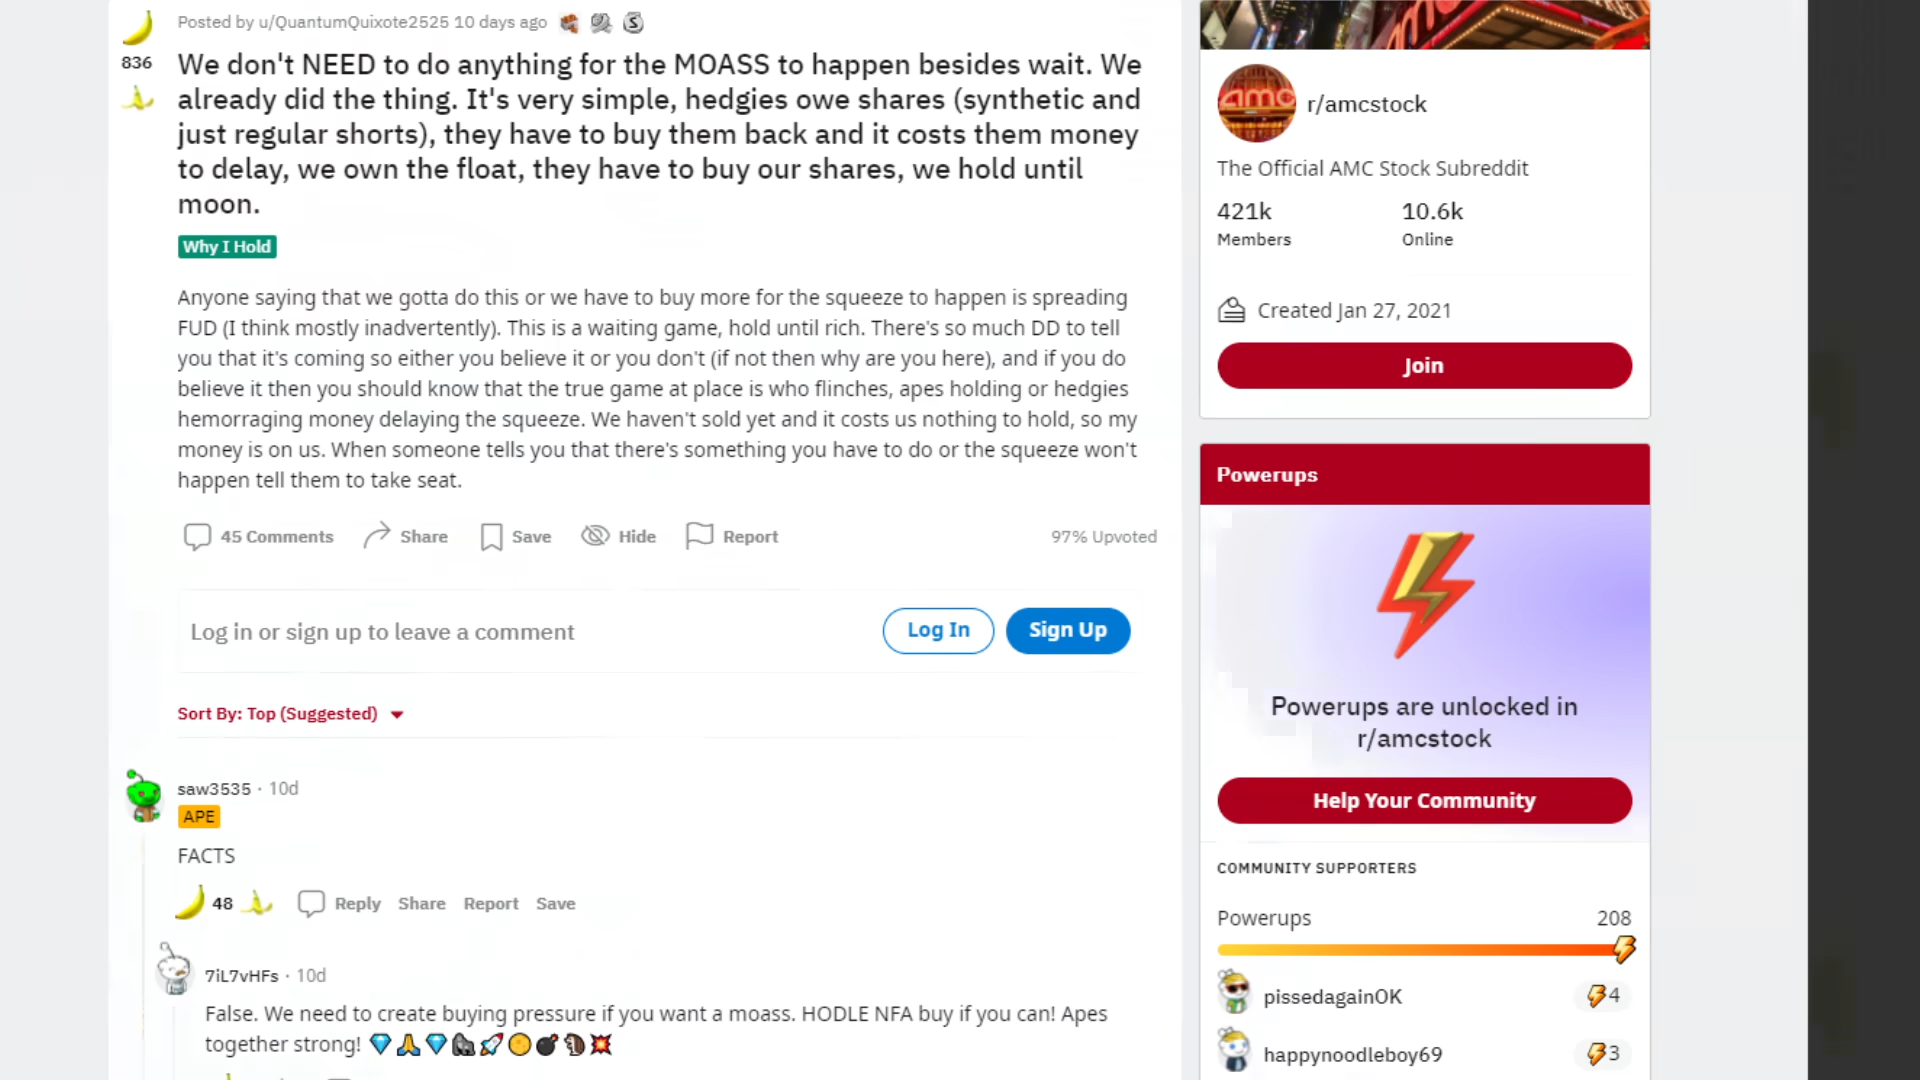 Posted by u/QuantumQuixote2525 10 days ago
836
We don't NEED to do anything for the MOASS to happen besides wait. We
already did the thing. It's very simple, hedgies owe shares (synthetic and
just regular shorts), they have to buy them back and it costs them money
to delay, we own the float, they have to buy our shares, we hold until
moon.
Why I Hold
Anyone saying that we gotta do this or we have to buy more for the squeeze to happen is spreading
FUD (I think mostly inadvertently). This is a waiting game, hold until rich. There's so much DD to tell
you that it's coming so either you believe it or you don't (if not then why are you here), and if you do
believe it then you should know that the true game at place is who flinches, apes holding or hedgies
hemorraging money delaying the squeeze. We haven't sold yet and it costs us nothing to hold, so my
money is on us. When someone tells you that there's something you have to do or the squeeze won't
happen tell them to take seat.
45 Comments Share Save Hide Report 97% Upvoted
Log in or sign up to leave a comment Log In Sign Up
Sort By: Top (Suggested)
saw3535 · 10d
APE
FACTS
48 Reply Share Report Save
7iL7vHFs · 10d
False. We need to create buying pressure if you want a moass. HODLE NFA buy if you can! Apes
together strong! 💎🙏💎🦍🚀🌕💣🦔💥
amc
amc
r/amcstock
The Official AMC Stock Subreddit
421k 10.6k
Members Online
Created Jan 27, 2021
Join
Powerups
Powerups are unlocked in
r/amcstock
Help Your Community
COMMUNITY SUPPORTERS
Powerups 208
pissedagainOK 4
happynoodleboy69 3